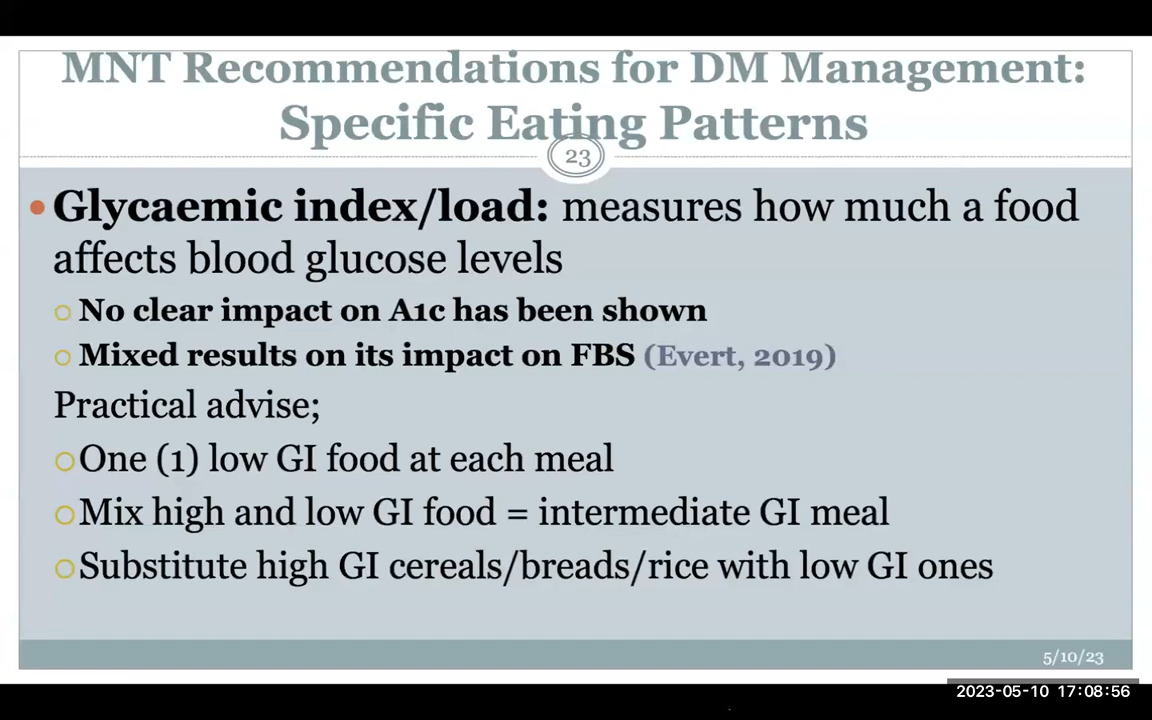 MNT Recommendations for DM Management:
Specific Eating Patterns
23
Glycaemic index/load: measures how much a food
affects blood glucose levels
No clear impact on A1c has been shown
Mixed results on its impact on FBS (Evert, 2019)
Practical advise;
One (1) low GI food at each meal
Mix high and low GI food = intermediate GI meal
Substitute high GI cereals/breads/rice with low GI ones
5/10/23
2023-05-10 17:08:56